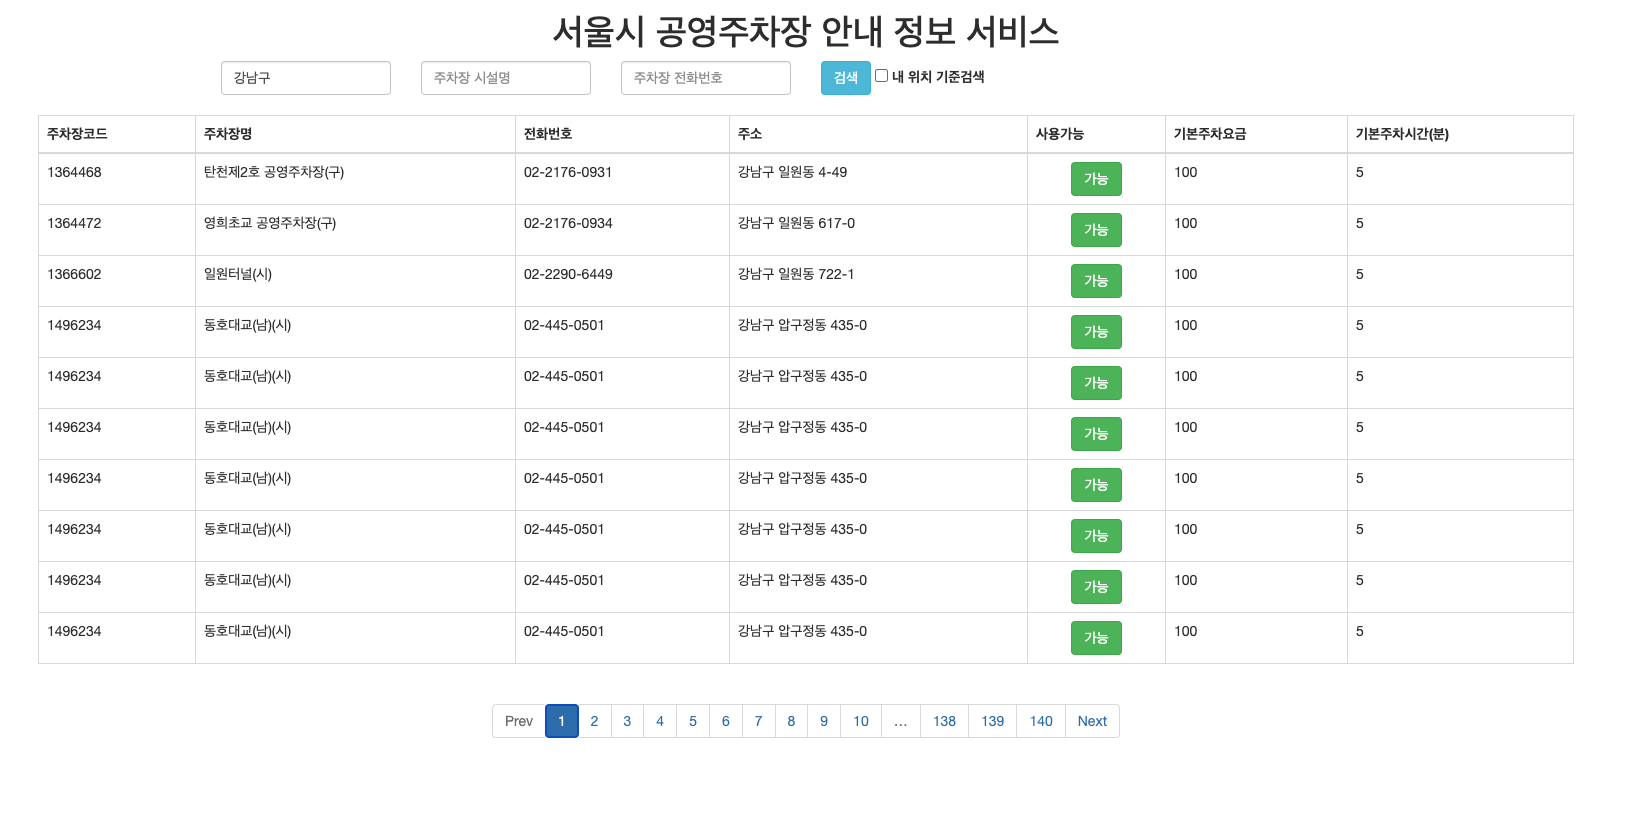 서울시 공영주차장 안내 정보 서비스
강남구 주차장 시설명 주차장 전화번호 검색 내 위치 기준검색
주차장코드 주차장명 전화번호 주소 사용가능 기본주차요금 기본주차시간(분)
1364468 탄천제2호 공영주차장(구) 02-2176-0931 강남구 일원동 4-49 가능 100 5
1364472 영희초교 공영주차장(구) 02-2176-0934 강남구 일원동 617-0 가능 100 5
1366602 일원터널(시) 02-2290-6449 강남구 일원동 722-1 가능 100 5
1496234 동호대교(남)(시) 02-445-0501 강남구 압구정동 435-0 가능 100 5
1496234 동호대교(남)(시) 02-445-0501 강남구 압구정동 435-0 가능 100 5
1496234 동호대교(남)(시) 02-445-0501 강남구 압구정동 435-0 가능 100 5
1496234 동호대교(남)(시) 02-445-0501 강남구 압구정동 435-0 가능 100 5
1496234 동호대교(남)(시) 02-445-0501 강남구 압구정동 435-0 가능 100 5
1496234 동호대교(남)(시) 02-445-0501 강남구 압구정동 435-0 가능 100 5
1496234 동호대교(남)(시) 02-445-0501 강남구 압구정동 435-0 가능 100 5
Prev 1 2 3 4 5 6 7 8 9 10 … 138 139 140 Next